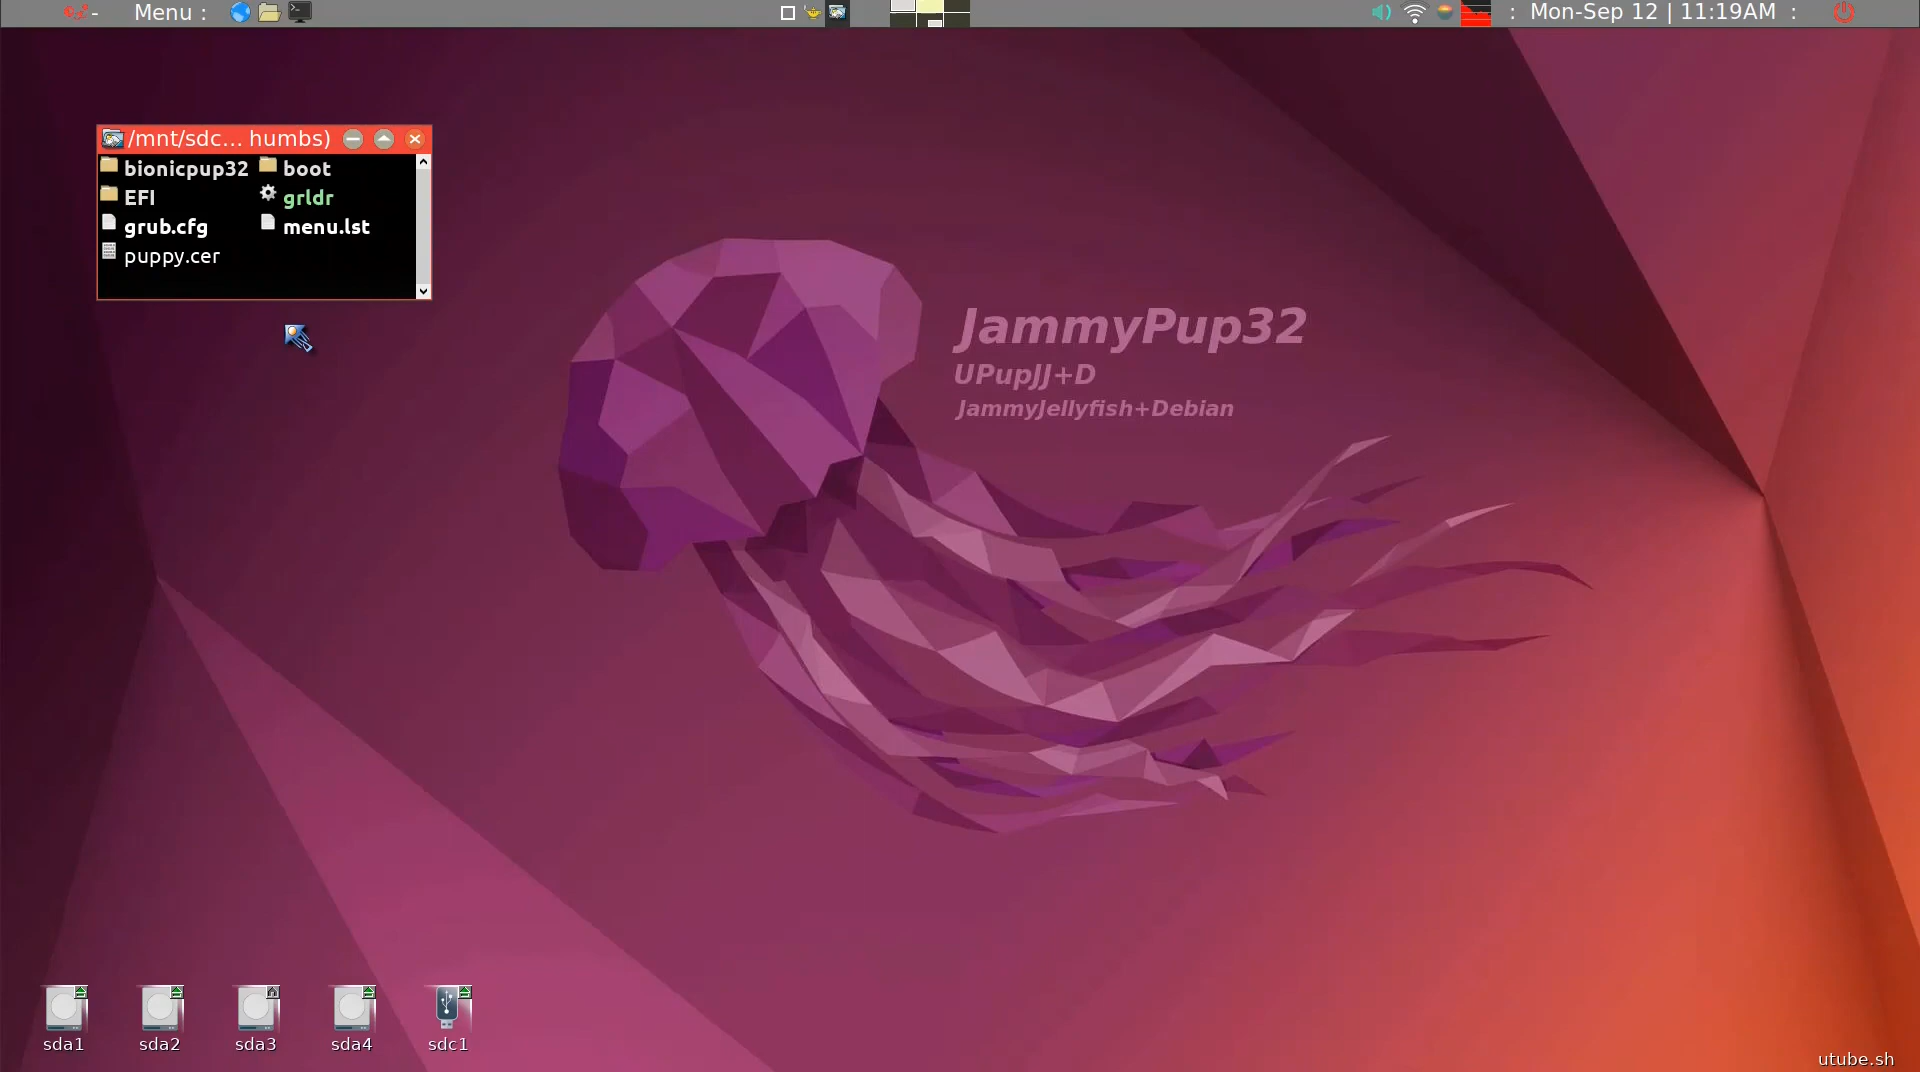 Menu :
: Mon-Sep 12 | 11:19AM :
/mnt/sdc... humbs)
bionicpup32 boot
EFI grldr
grub.cfg menu.lst
puppy.cer
JammyPup32
UPupJJ+D
JammyJellyfish+Debian
sda1 sda2 sda3 sda4 sdc1
utube.sh